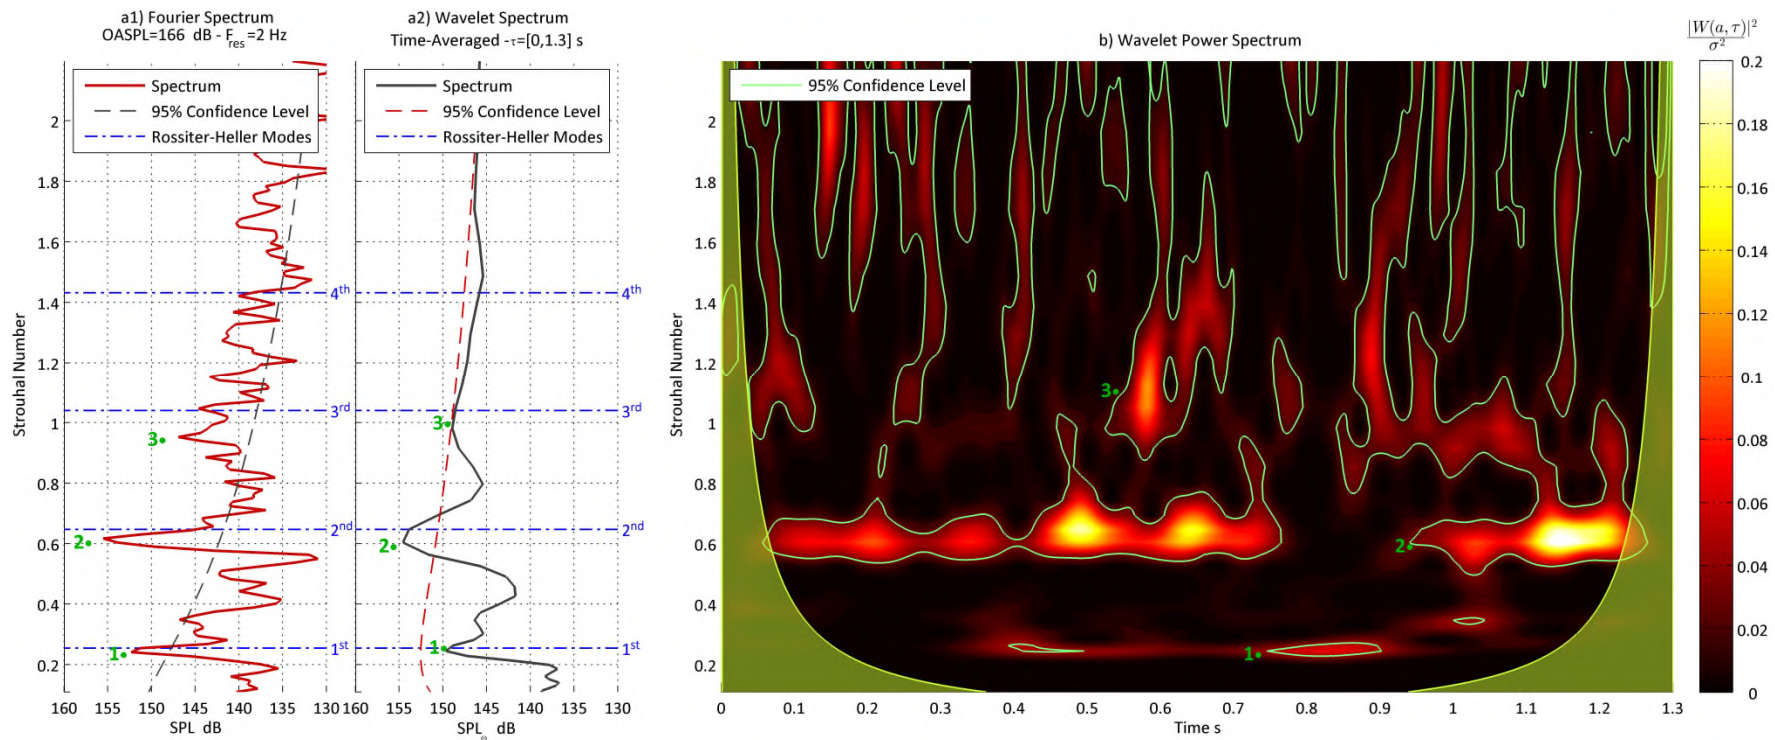 a1) Fourier Spectrum
OASPL=166 dB - Fres=2 Hz
Spectrum
95% Confidence Level
Rossiter-Heller Modes
Strouhal Number
2
1.8
1.6
1.4
1.2
1
0.8
0.6
0.4
0.2
4th
3rd
2nd
1st
3
2
1
160 155 150 145 140 135 130
SPL dB
a2) Wavelet Spectrum
Time-Averaged -τ=[0,1.3] s
Spectrum
95% Confidence Level
Rossiter-Heller Modes
4th
3rd
2nd
1st
3
2
1
160 155 150 145 140 135 130
dB
b) Wavelet Power Spectrum
95% Confidence Level
Strouhal Number
2
1.8
1.6
1.4
1.2
1
0.8
0.6
0.4
0.2
3
2
1
0 0.1 0.2 0.3 0.4 0.5 0.6 0.7 0.8 0.9 1 1.1 1.2 1.3
Time s
|W(a, τ)|²
σ²
0.2
0.18
0.16
0.14
0.12
0.1
0.08
0.06
0.04
0.02
0